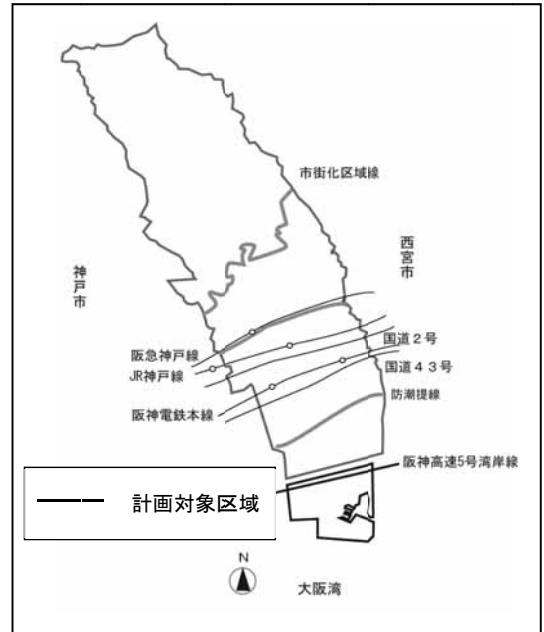 市街化区域線
西宮市
神戸市
阪急神戸線
国道2号
JR神戸線
国道43号
阪神電鉄本線
防潮提線
阪神高速5号湾岸線
計画対象区域
N
大阪湾